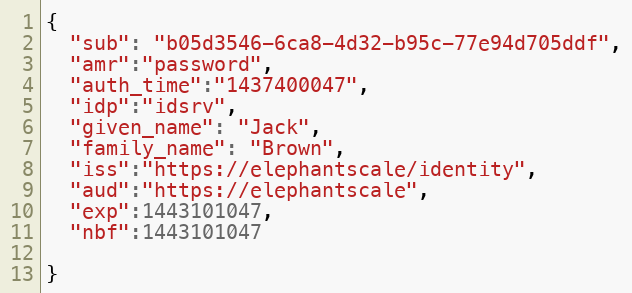 1 {
2   "sub": "b05d3546-6ca8-4d32-b95c-77e94d705ddf",
3   "amr":"password",
4   "auth_time":"1437400047",
5   "idp":"idsrv",
6   "given_name": "Jack",
7   "family_name": "Brown",
8   "iss":"https://elephantscale/identity",
9   "aud":"https://elephantscale",
10   "exp":1443101047,
11   "nbf":1443101047
12
13 }